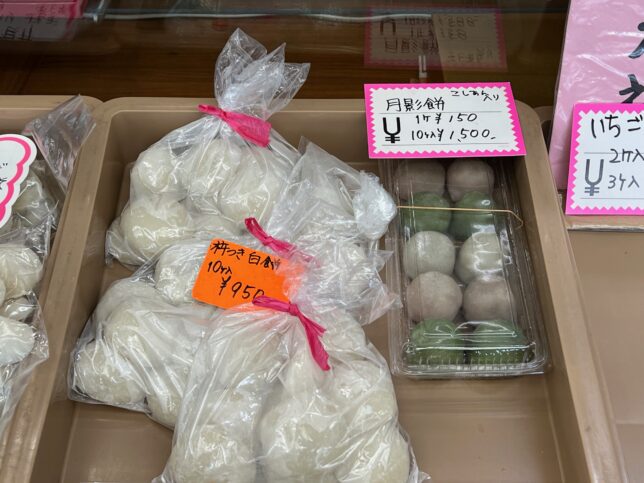 月影餅 こしあん入り
1ケ ¥150
¥ 10ケ入 ¥1,500-
杵つき白餅
10ケ入
¥950
いちご
2ケ入
¥ 3ケ入